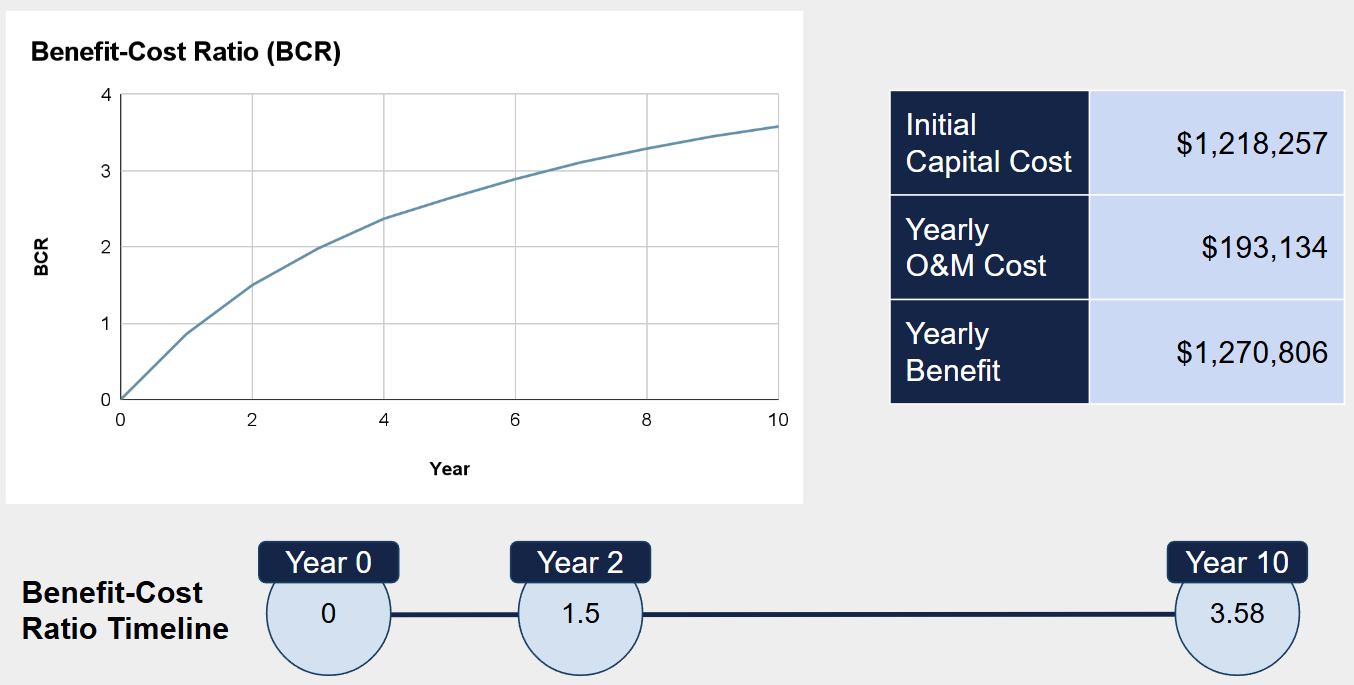 Benefit-Cost Ratio (BCR)
4
3
2
1
0
BCR
0 2 4 6 8 10
Year
Initial
Capital Cost
$1,218,257
Yearly
O&M Cost
$193,134
Yearly
Benefit
$1,270,806
Benefit-Cost
Ratio Timeline
Year 0
0
Year 2
1.5
Year 10
3.58